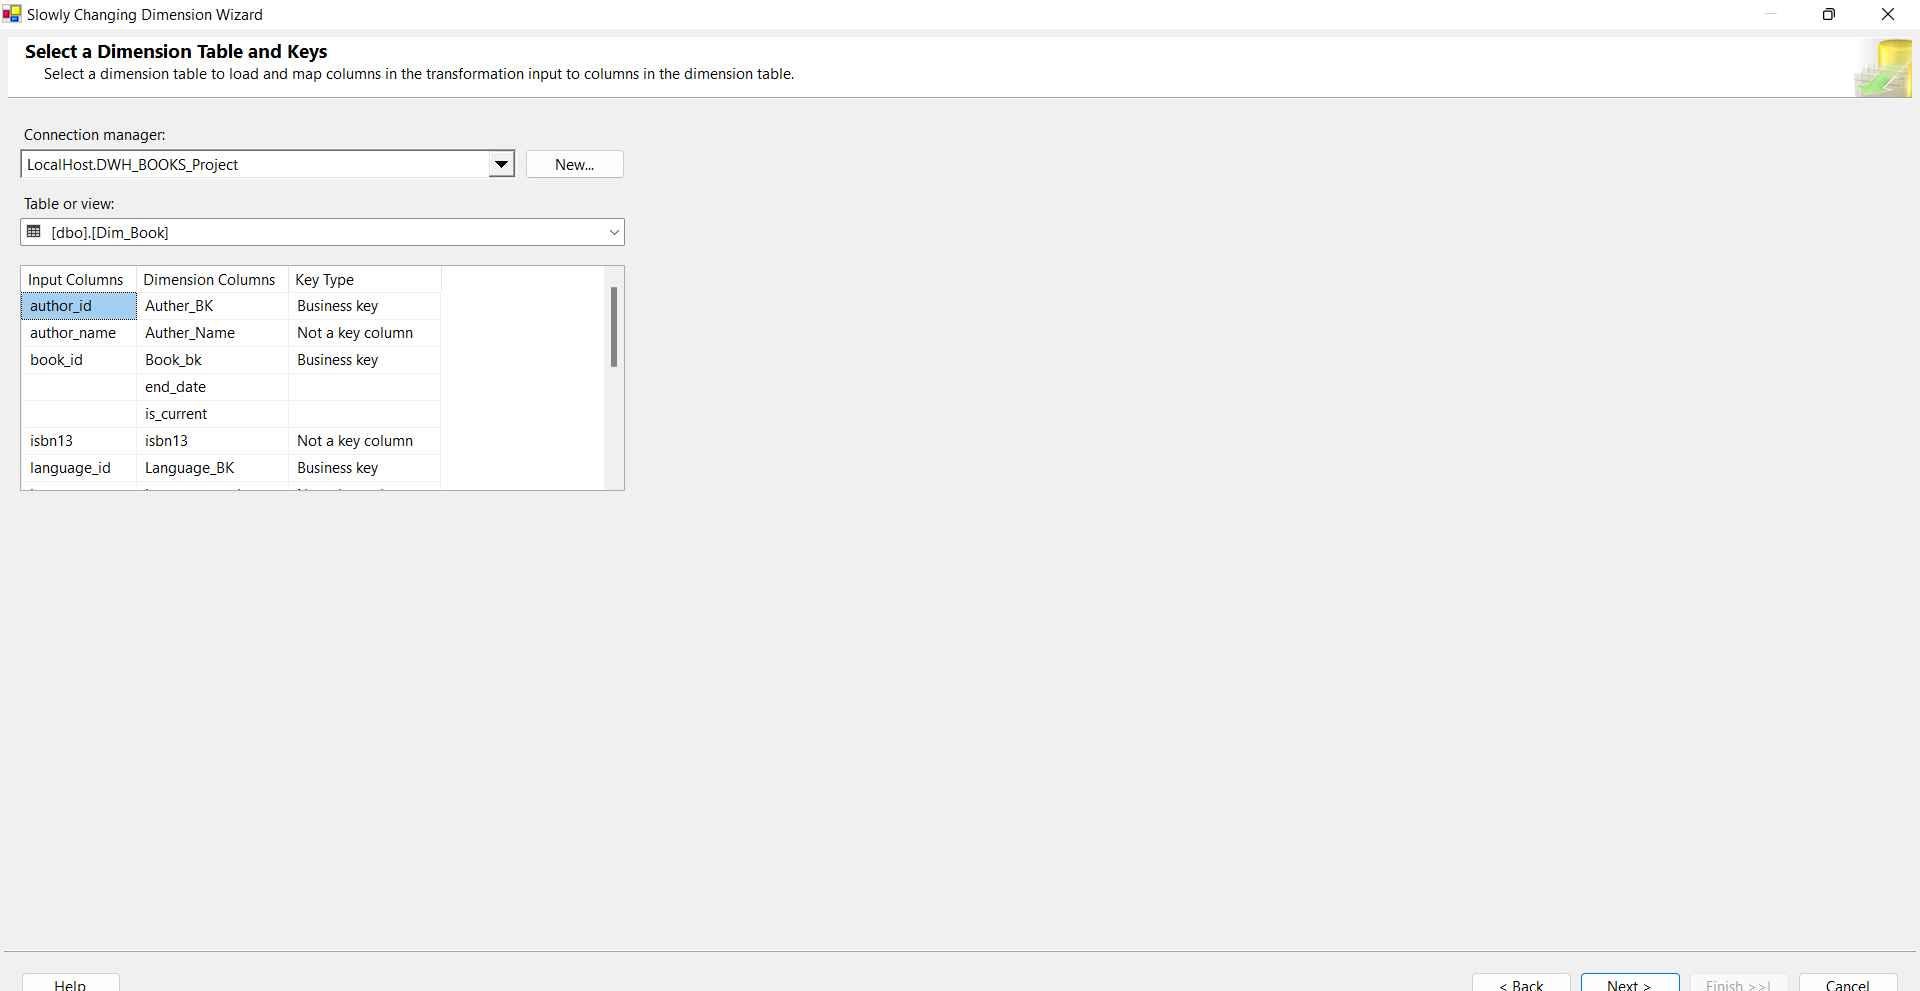 Slowly Changing Dimension Wizard
Select a Dimension Table and Keys
Select a dimension table to load and map columns in the transformation input to columns in the dimension table.
Connection manager:
LocalHost.DWH_BOOKS_Project New...
Table or view:
[dbo].[Dim_Book]
Input Columns Dimension Columns Key Type
author_id Auther_BK Business key
author_name Auther_Name Not a key column
book_id Book_bk Business key
end_date
is_current
isbn13 isbn13 Not a key column
language_id Language_BK Business key
Help < Back Next > Finish >>| Cancel